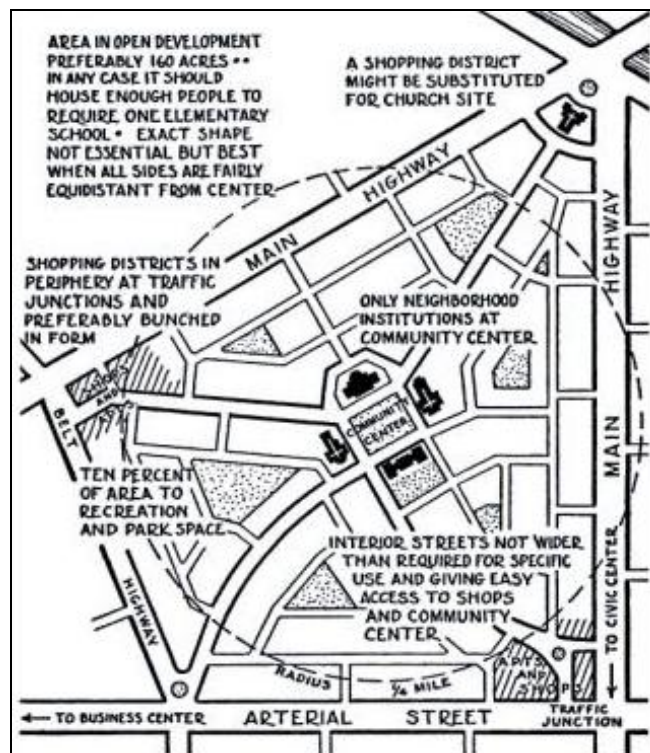 AREA IN OPEN DEVELOPMENT
PREFERABLY 160 ACRES ••
IN ANY CASE IT SHOULD
HOUSE ENOUGH PEOPLE TO
REQUIRE ONE ELEMENTARY
SCHOOL • EXACT SHAPE
NOT ESSENTIAL BUT BEST
WHEN ALL SIDES ARE FAIRLY
EQUIDISTANT FROM CENTER
A SHOPPING DISTRICT
MIGHT BE SUBSTITUTED
FOR CHURCH SITE
MAIN HIGHWAY
SHOPPING DISTRICTS IN
PERIPHERY AT TRAFFIC
JUNCTIONS AND
PREFERABLY BUNCHED
IN FORM
ONLY NEIGHBORHOOD
INSTITUTIONS AT
COMMUNITY CENTER
SHOPS
AND
APTS
COMMUNITY
CENTER
BELT HIGHWAY
MAIN HIGHWAY
TEN PERCENT
OF AREA TO
RECREATION
AND PARK SPACE
INTERIOR STREETS NOT WIDER
THAN REQUIRED FOR SPECIFIC
USE AND GIVING EASY
ACCESS TO SHOPS
AND COMMUNITY
CENTER
TO CIVIC CENTER
RADIUS 1/4 MILE
APTS
AND
SHOPS
TRAFFIC
JUNCTION
← TO BUSINESS CENTER
ARTERIAL STREET